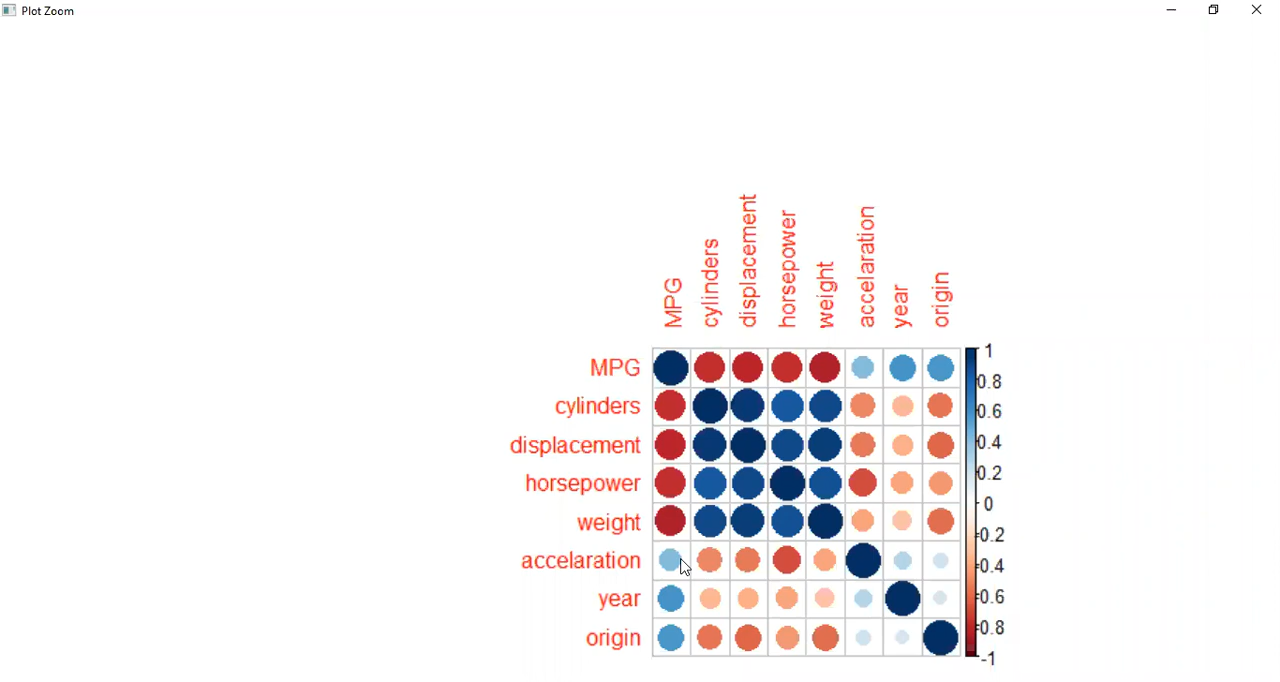 Plot Zoom
MPG
cylinders
displacement
horsepower
weight
accelaration
year
origin
MPG
cylinders
displacement
horsepower
weight
accelaration
year
origin
1
0.8
0.6
0.4
0.2
0
-0.2
-0.4
-0.6
-0.8
-1